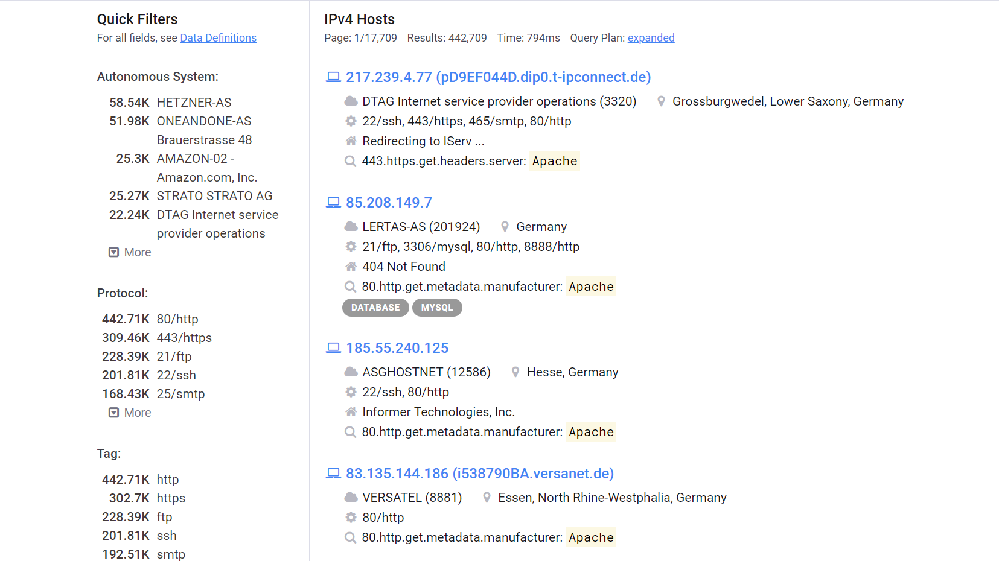 Quick Filters
For all fields, see Data Definitions
Autonomous System:
58.54K HETZNER-AS
51.98K ONEANDONE-AS
Brauerstrasse 48
25.3K AMAZON-02 -
Amazon.com, Inc.
25.27K STRATO STRATO AG
22.24K DTAG Internet service
provider operations
More
Protocol:
442.71K 80/http
309.46K 443/https
228.39K 21/ftp
201.81K 22/ssh
168.43K 25/smtp
More
Tag:
442.71K http
302.7K https
228.39K ftp
201.81K ssh
192.51K smtp
IPv4 Hosts
Page: 1/17,709 Results: 442,709 Time: 794ms Query Plan: expanded
217.239.4.77 (pD9EF044D.dip0.t-ipconnect.de)
DTAG Internet service provider operations (3320) Grossburgwedel, Lower Saxony, Germany
22/ssh, 443/https, 465/smtp, 80/http
Redirecting to IServ ...
443.https.get.headers.server: Apache
85.208.149.7
LERTAS-AS (201924) Germany
21/ftp, 3306/mysql, 80/http, 8888/http
404 Not Found
80.http.get.metadata.manufacturer: Apache
DATABASE MYSQL
185.55.240.125
ASGHOSTNET (12586) Hesse, Germany
22/ssh, 80/http
Informer Technologies, Inc.
80.http.get.metadata.manufacturer: Apache
83.135.144.186 (i538790BA.versanet.de)
VERSATEL (8881) Essen, North Rhine-Westphalia, Germany
80/http
80.http.get.metadata.manufacturer: Apache